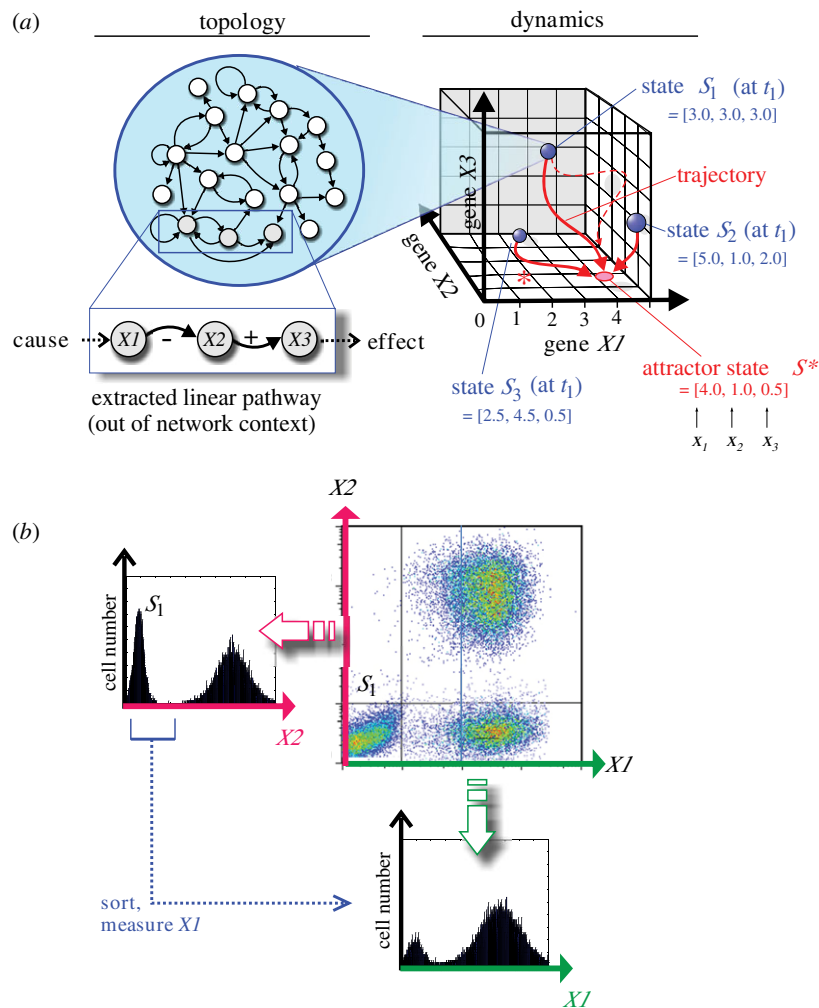 (a)
topology
dynamics
state S1 (at t1)
= [3.0, 3.0, 3.0]
trajectory
gene X3
gene X2
state S2 (at t1)
= [5.0, 1.0, 2.0]
*
0 1 2 3 4
gene X1
cause X1 - X2 + X3 effect
extracted linear pathway
(out of network context)
state S3 (at t1)
= [2.5, 4.5, 0.5]
attractor state S*
= [4.0, 1.0, 0.5]
x1 x2 x3
(b)
X2
cell number
S1
X2
S1
X1
sort,
measure X1
cell number
X1